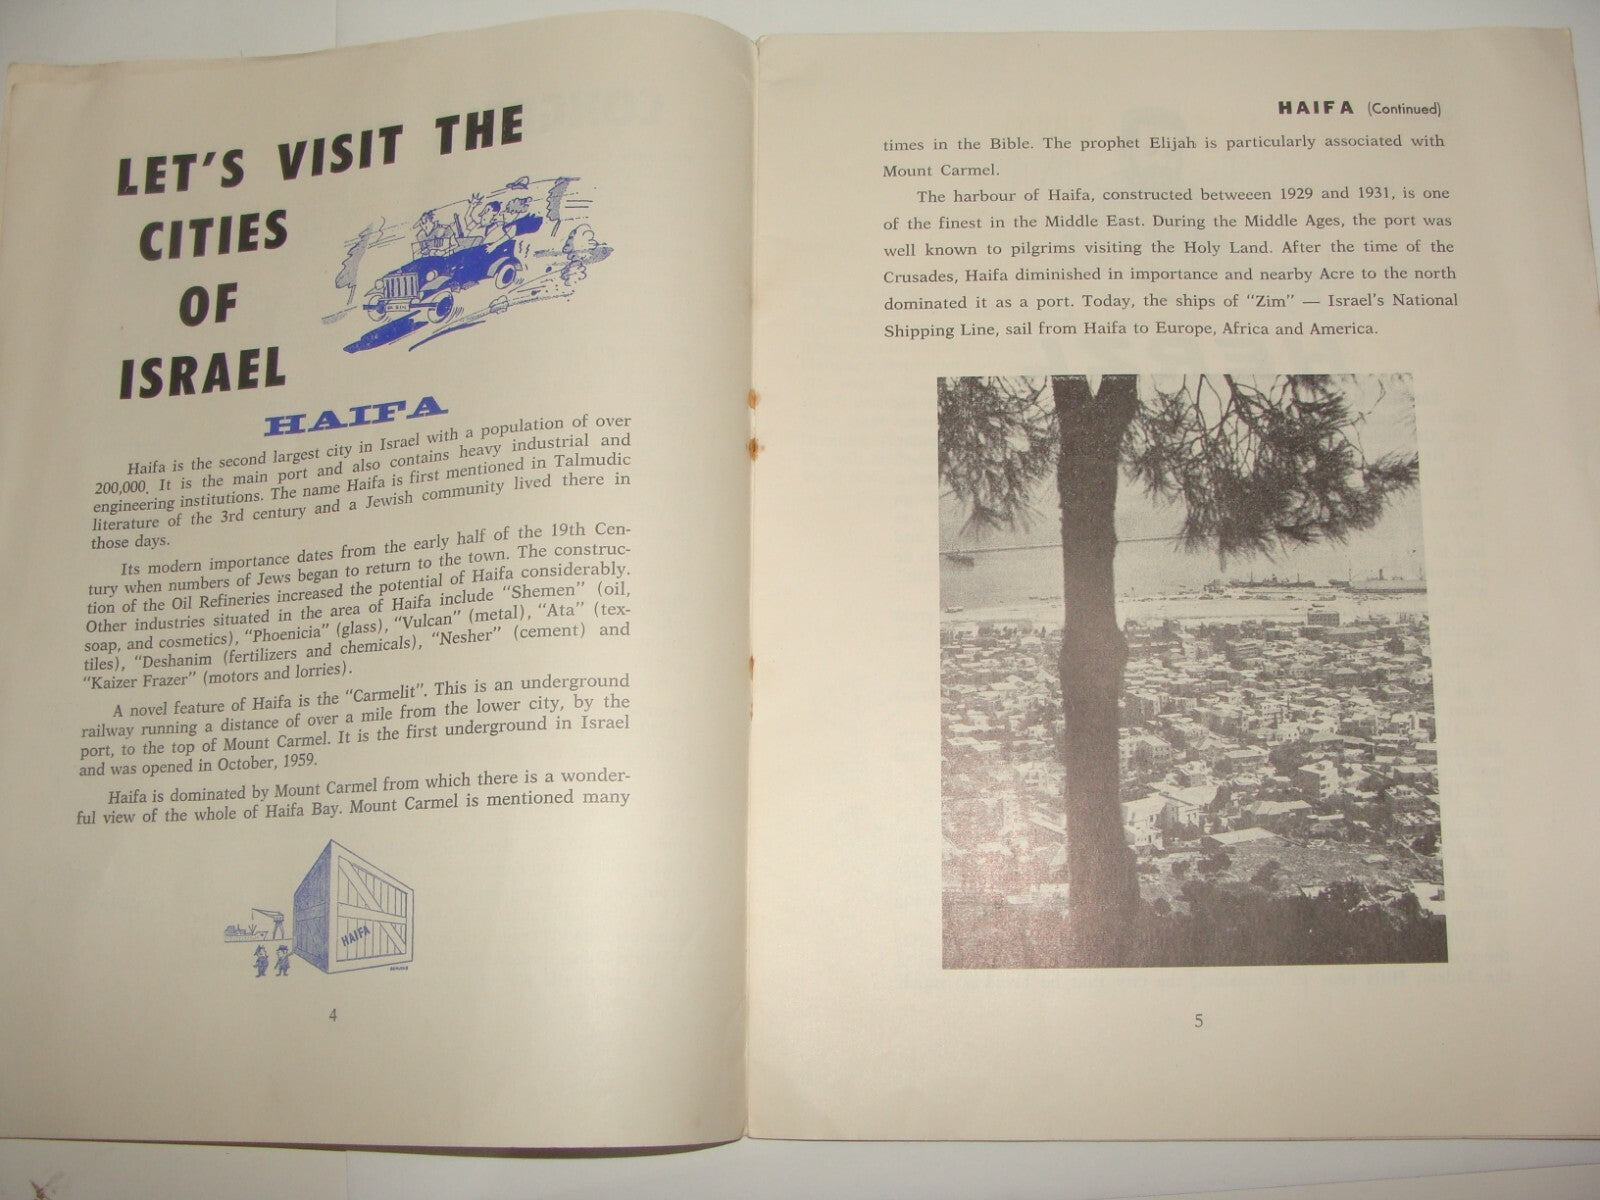 LET'S VISIT THE
CITIES
OF
ISRAEL
HAIFA
Haifa is the second largest city in Israel with a population of over
200,000. It is the main port and also contains heavy industrial and
engineering institutions. The name Haifa is first mentioned in Talmudic
literature of the 3rd century and a Jewish community lived there in
those days.
Its modern importance dates from the early half of the 19th Cen-
tury when numbers of Jews began to return to the town. The construc-
tion of the Oil Refineries increased the potential of Haifa considerably.
Other industries situated in the area of Haifa include "Shemen" (oil,
soap, and cosmetics), "Phoenicia" (glass), "Vulcan" (metal), "Ata" (tex-
tiles), "Deshanim (fertilizers and chemicals), "Nesher" (cement) and
"Kaizer Frazer" (motors and lorries).
A novel feature of Haifa is the "Carmelit". This is an underground
railway running a distance of over a mile from the lower city, by the
port, to the top of Mount Carmel. It is the first underground in Israel
and was opened in October, 1959.
Haifa is dominated by Mount Carmel from which there is a wonder-
ful view of the whole of Haifa Bay. Mount Carmel is mentioned many
HAIFA
4
HAIFA (Continued)
times in the Bible. The prophet Elijah is particularly associated with
Mount Carmel.
The harbour of Haifa, constructed betweeen 1929 and 1931, is one
of the finest in the Middle East. During the Middle Ages, the port was
well known to pilgrims visiting the Holy Land. After the time of the
Crusades, Haifa diminished in importance and nearby Acre to the north
dominated it as a port. Today, the ships of "Zim" — Israel's National
Shipping Line, sail from Haifa to Europe, Africa and America.
5